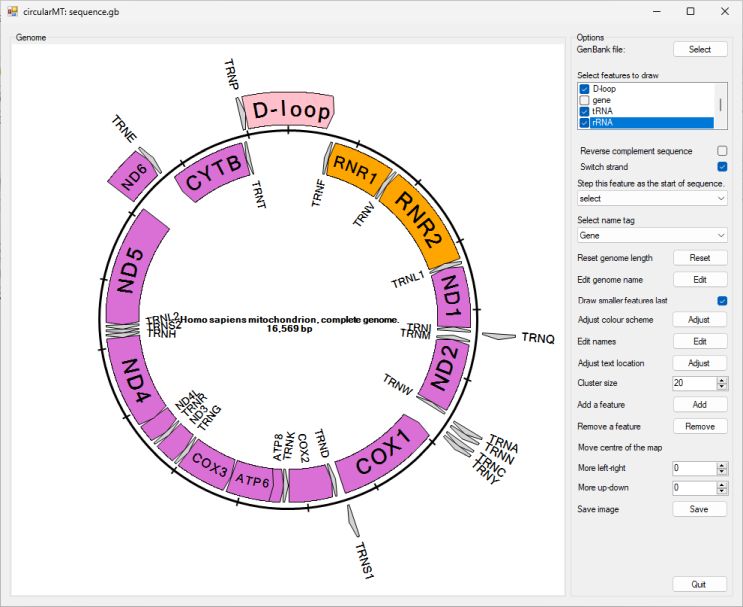 circularMT: sequence.gb
Genome
TRNP
D-loop
TRNE
ND6
CYTB
TRNT
TRNF
RNR1
TRNV
RNR2
TRNL1
ND1
TRNI
TRNM
TRNQ
ND2
TRNW
TRNA
TRNN
TRNC
TRNY
COX1
TRNS1
TRND
COX2
TRNK
ATP8
ATP6
COX3
TRNG
ND3
TRNR
ND4L
ND4
TRNH
TRNS2
TRNL2
ND5
Homo sapiens mitochondrion, complete genome.
16,569 bp
Options
GenBank file: Select
Select features to draw
D-loop
gene
tRNA
rRNA
Reverse complement sequence
Switch strand
Step this feature as the start of sequence.
select
Select name tag
Gene
Reset genome length Reset
Edit genome name Edit
Draw smaller features last
Adjust colour scheme Adjust
Edit names Edit
Adjust text location Adjust
Cluster size 20
Add a feature Add
Remove a feature Remove
Move centre of the map
More left-right 0
More up-down 0
Save image Save
Quit